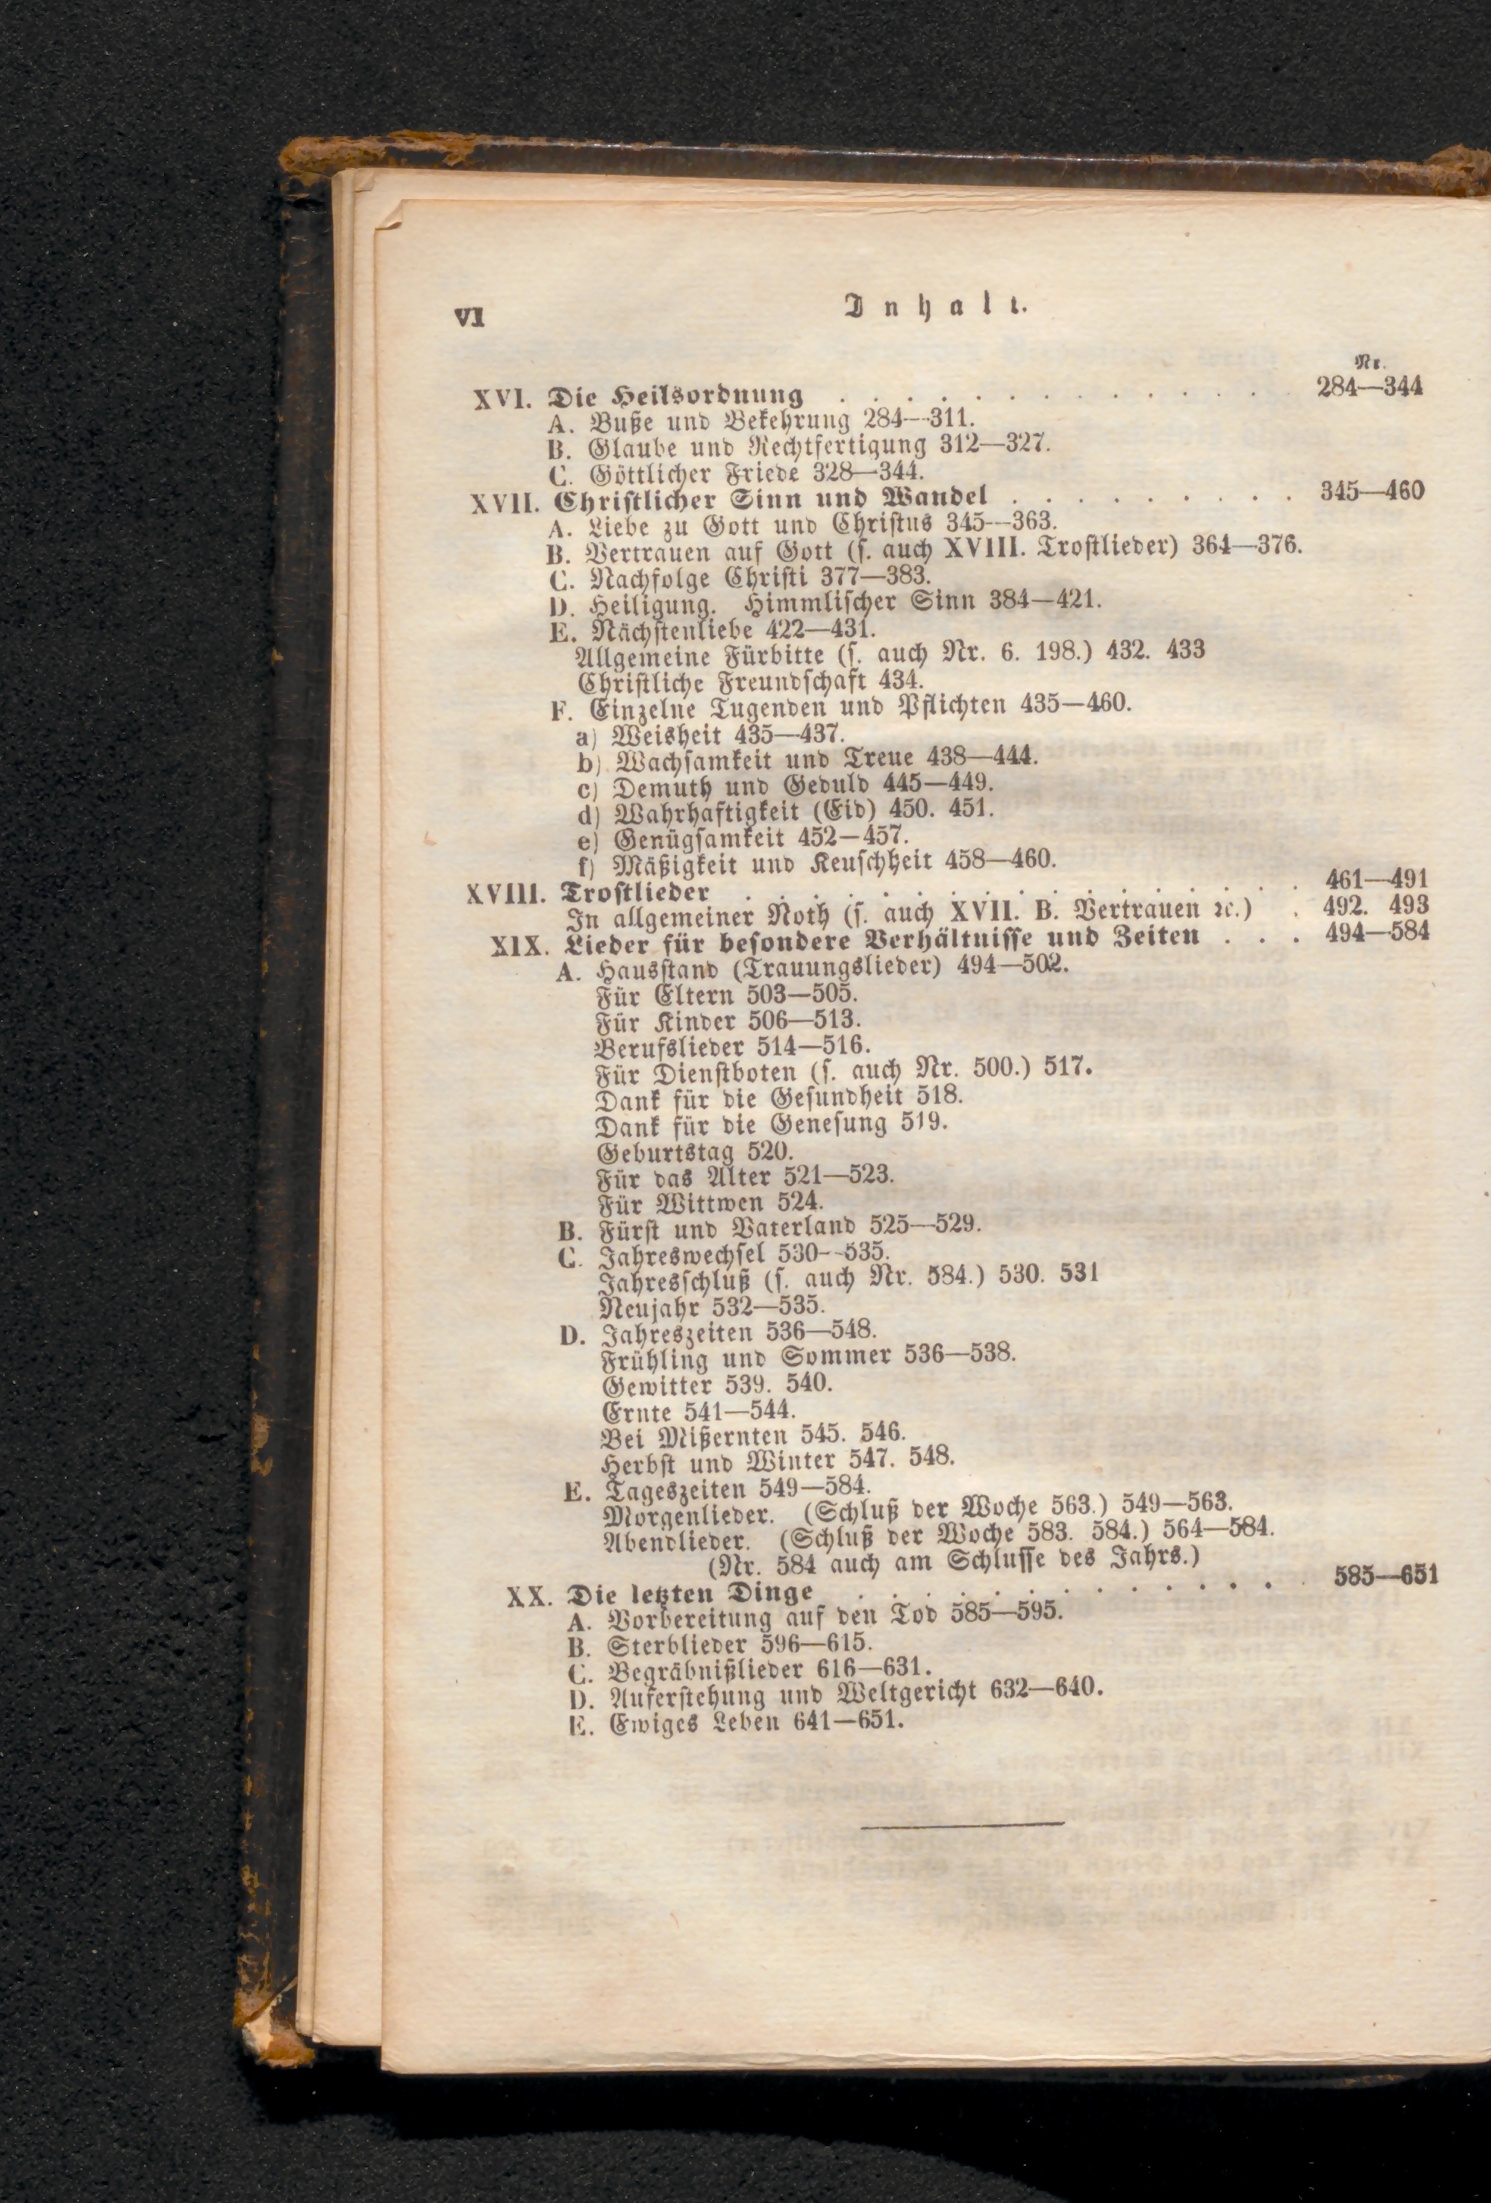 VI
Inhalt.
Nr.
XVI. Die Heilsordnung . . . . . . . . . . . . . . 284—344
A. Buße und Bekehrung 284—311.
B. Glaube und Rechtfertigung 312—327.
C. Göttlicher Friede 328—344.
XVII. Chriſtlicher Sinn und Wandel . . . . . . . . . 345—460
A. Liebe zu Gott und Chriſtus 345—363.
B. Vertrauen auf Gott (ſ. auch XVIII. Troſtlieder) 364—376.
C. Nachfolge Chriſti 377—383.
D. Heiligung. Himmliſcher Sinn 384—421.
E. Nächſtenliebe 422—431.
Allgemeine Fürbitte (ſ. auch Nr. 6. 198.) 432. 433
Chriſtliche Freundſchaft 434.
F. Einzelne Tugenden und Pflichten 435—460.
a) Weisheit 435—437.
b) Wachſamkeit und Treue 438—444.
c) Demuth und Geduld 445—449.
d) Wahrhaftigkeit (Eid) 450. 451.
e) Genügſamkeit 452—457.
f) Mäßigkeit und Keuſchheit 458—460.
XVIII. Troſtlieder . . . . . . . . . . . . . . . . . 461—491
In allgemeiner Noth (ſ. auch XVII. B. Vertrauen ꝛc.) . 492. 493
XIX. Lieder für beſondere Verhältniſſe und Zeiten . . . 494—584
A. Hausſtand (Trauungslieder) 494—502.
Für Eltern 503—505.
Für Kinder 506—513.
Berufslieder 514—516.
Für Dienſtboten (ſ. auch Nr. 500.) 517.
Dank für die Geſundheit 518.
Dank für die Geneſung 519.
Geburtstag 520.
Für das Alter 521—523.
Für Wittwen 524.
B. Fürſt und Vaterland 525—529.
C. Jahreswechſel 530—535.
Jahresſchluß (ſ. auch Nr. 584.) 530. 531
Neujahr 532—535.
D. Jahreszeiten 536—548.
Frühling und Sommer 536—538.
Gewitter 539. 540.
Ernte 541—544.
Bei Mißernten 545. 546.
Herbſt und Winter 547. 548.
E. Tageszeiten 549—584.
Morgenlieder. (Schluß der Woche 563.) 549—563.
Abendlieder. (Schluß der Woche 583. 584.) 564—584.
(Nr. 584 auch am Schluſſe des Jahrs.)
XX. Die letzten Dinge . . . . . . . . . . . . . . 585—651
A. Vorbereitung auf den Tod 585—595.
B. Sterblieder 596—615.
C. Begräbnißlieder 616—631.
D. Auferſtehung und Weltgericht 632—640.
E. Ewiges Leben 641—651.